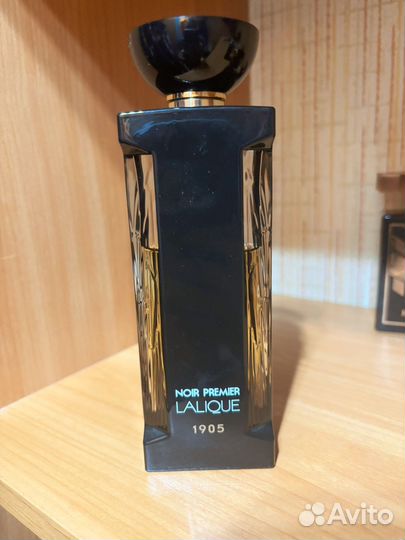 NOIR PREMIER
LALIQUE
1905
Avito